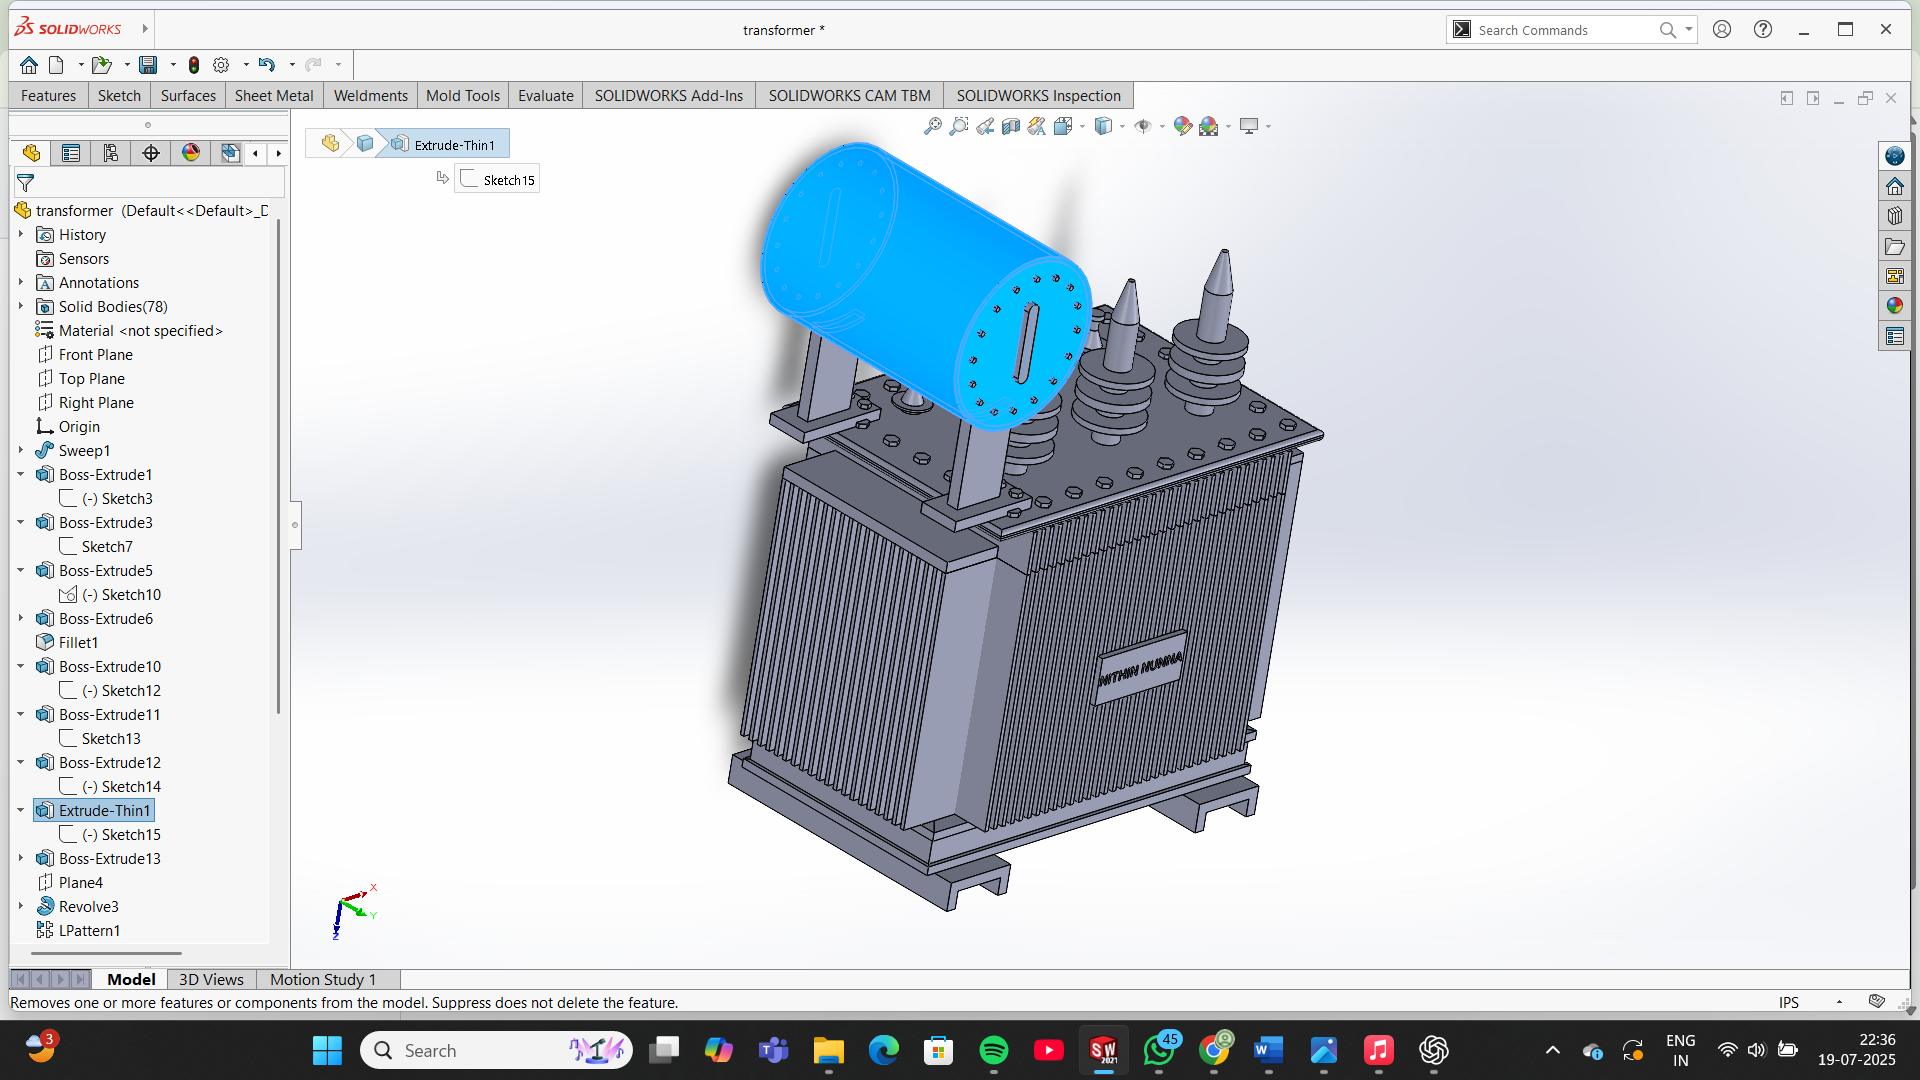 SOLIDWORKS
transformer *
Search Commands
Features
Sketch
Surfaces
Sheet Metal
Weldments
Mold Tools
Evaluate
SOLIDWORKS Add-Ins
SOLIDWORKS CAM TBM
SOLIDWORKS Inspection
Extrude-Thin1
Sketch15
transformer (Default<<Default>_D
History
Sensors
Annotations
Solid Bodies(78)
Material <not specified>
Front Plane
Top Plane
Right Plane
Origin
Sweep1
Boss-Extrude1
(-) Sketch3
Boss-Extrude3
Sketch7
Boss-Extrude5
(-) Sketch10
Boss-Extrude6
Fillet1
Boss-Extrude10
(-) Sketch12
Boss-Extrude11
Sketch13
Boss-Extrude12
(-) Sketch14
Extrude-Thin1
(-) Sketch15
Boss-Extrude13
Plane4
Revolve3
LPattern1
NITHIN NUNNA
X
Y
Z
Model
3D Views
Motion Study 1
Removes one or more features or components from the model. Suppress does not delete the feature.
IPS
3
Search
SW
2021
45
W
ENG
IN
22:36
19-07-2025